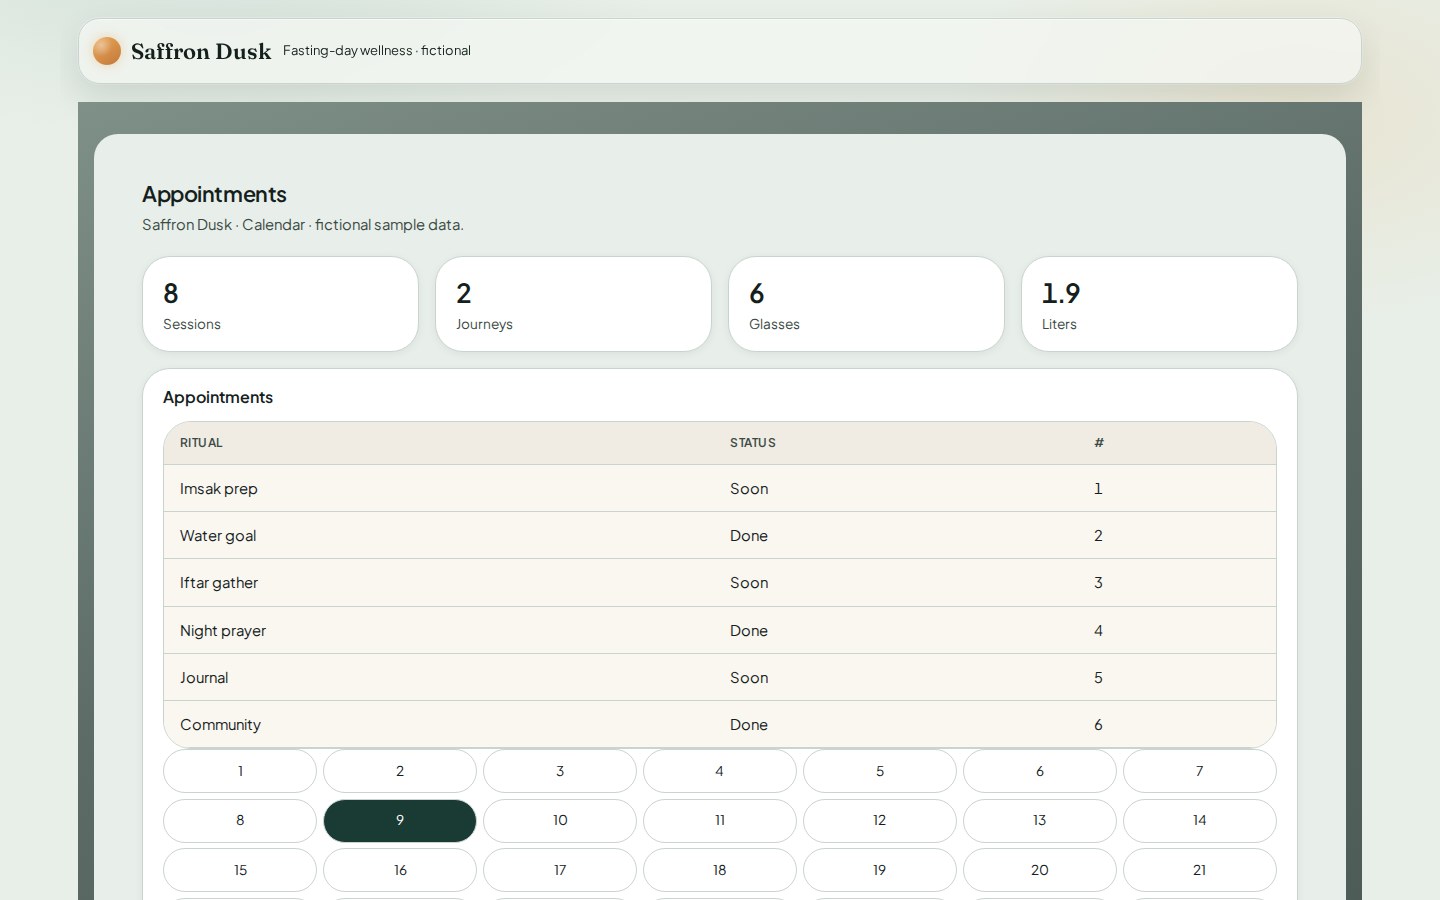 Saffron Dusk Fasting-day wellness · fictional
Appointments
Saffron Dusk · Calendar · fictional sample data.
8 2 6 1.9
Sessions Journeys Glasses Liters
Appointments
RITUAL STATUS #
Imsak prep Soon 1
Water goal Done 2
Iftar gather Soon 3
Night prayer Done 4
Journal Soon 5
Community Done 6
1 2 3 4 5 6 7
8 9 10 11 12 13 14
15 16 17 18 19 20 21